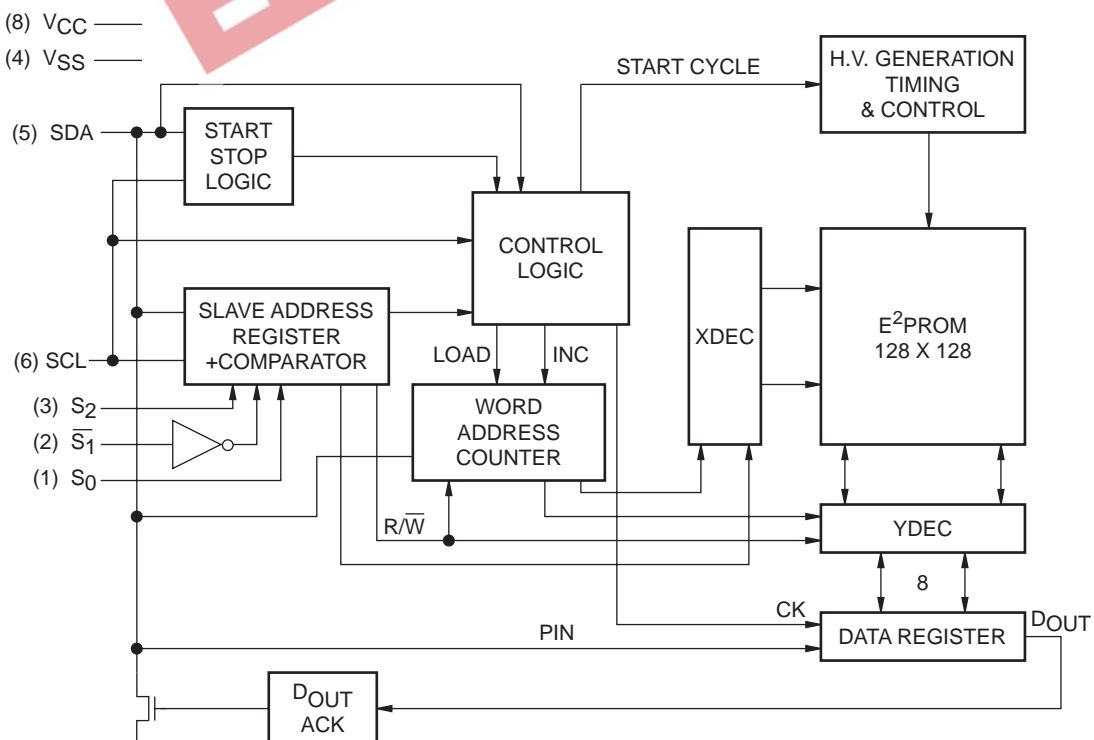 (8) VCC
(4) VSS
(5) SDA
START
STOP
LOGIC
START CYCLE
H.V. GENERATION
TIMING
& CONTROL
CONTROL
LOGIC
SLAVE ADDRESS
REGISTER
+COMPARATOR
(6) SCL
(3) S2
(2) S̅1̅
(1) S0
LOAD
INC
WORD
ADDRESS
COUNTER
XDEC
E²PROM
128 X 128
R/W̅
YDEC
8
CK
PIN
DATA REGISTER
DOUT
DOUT
ACK